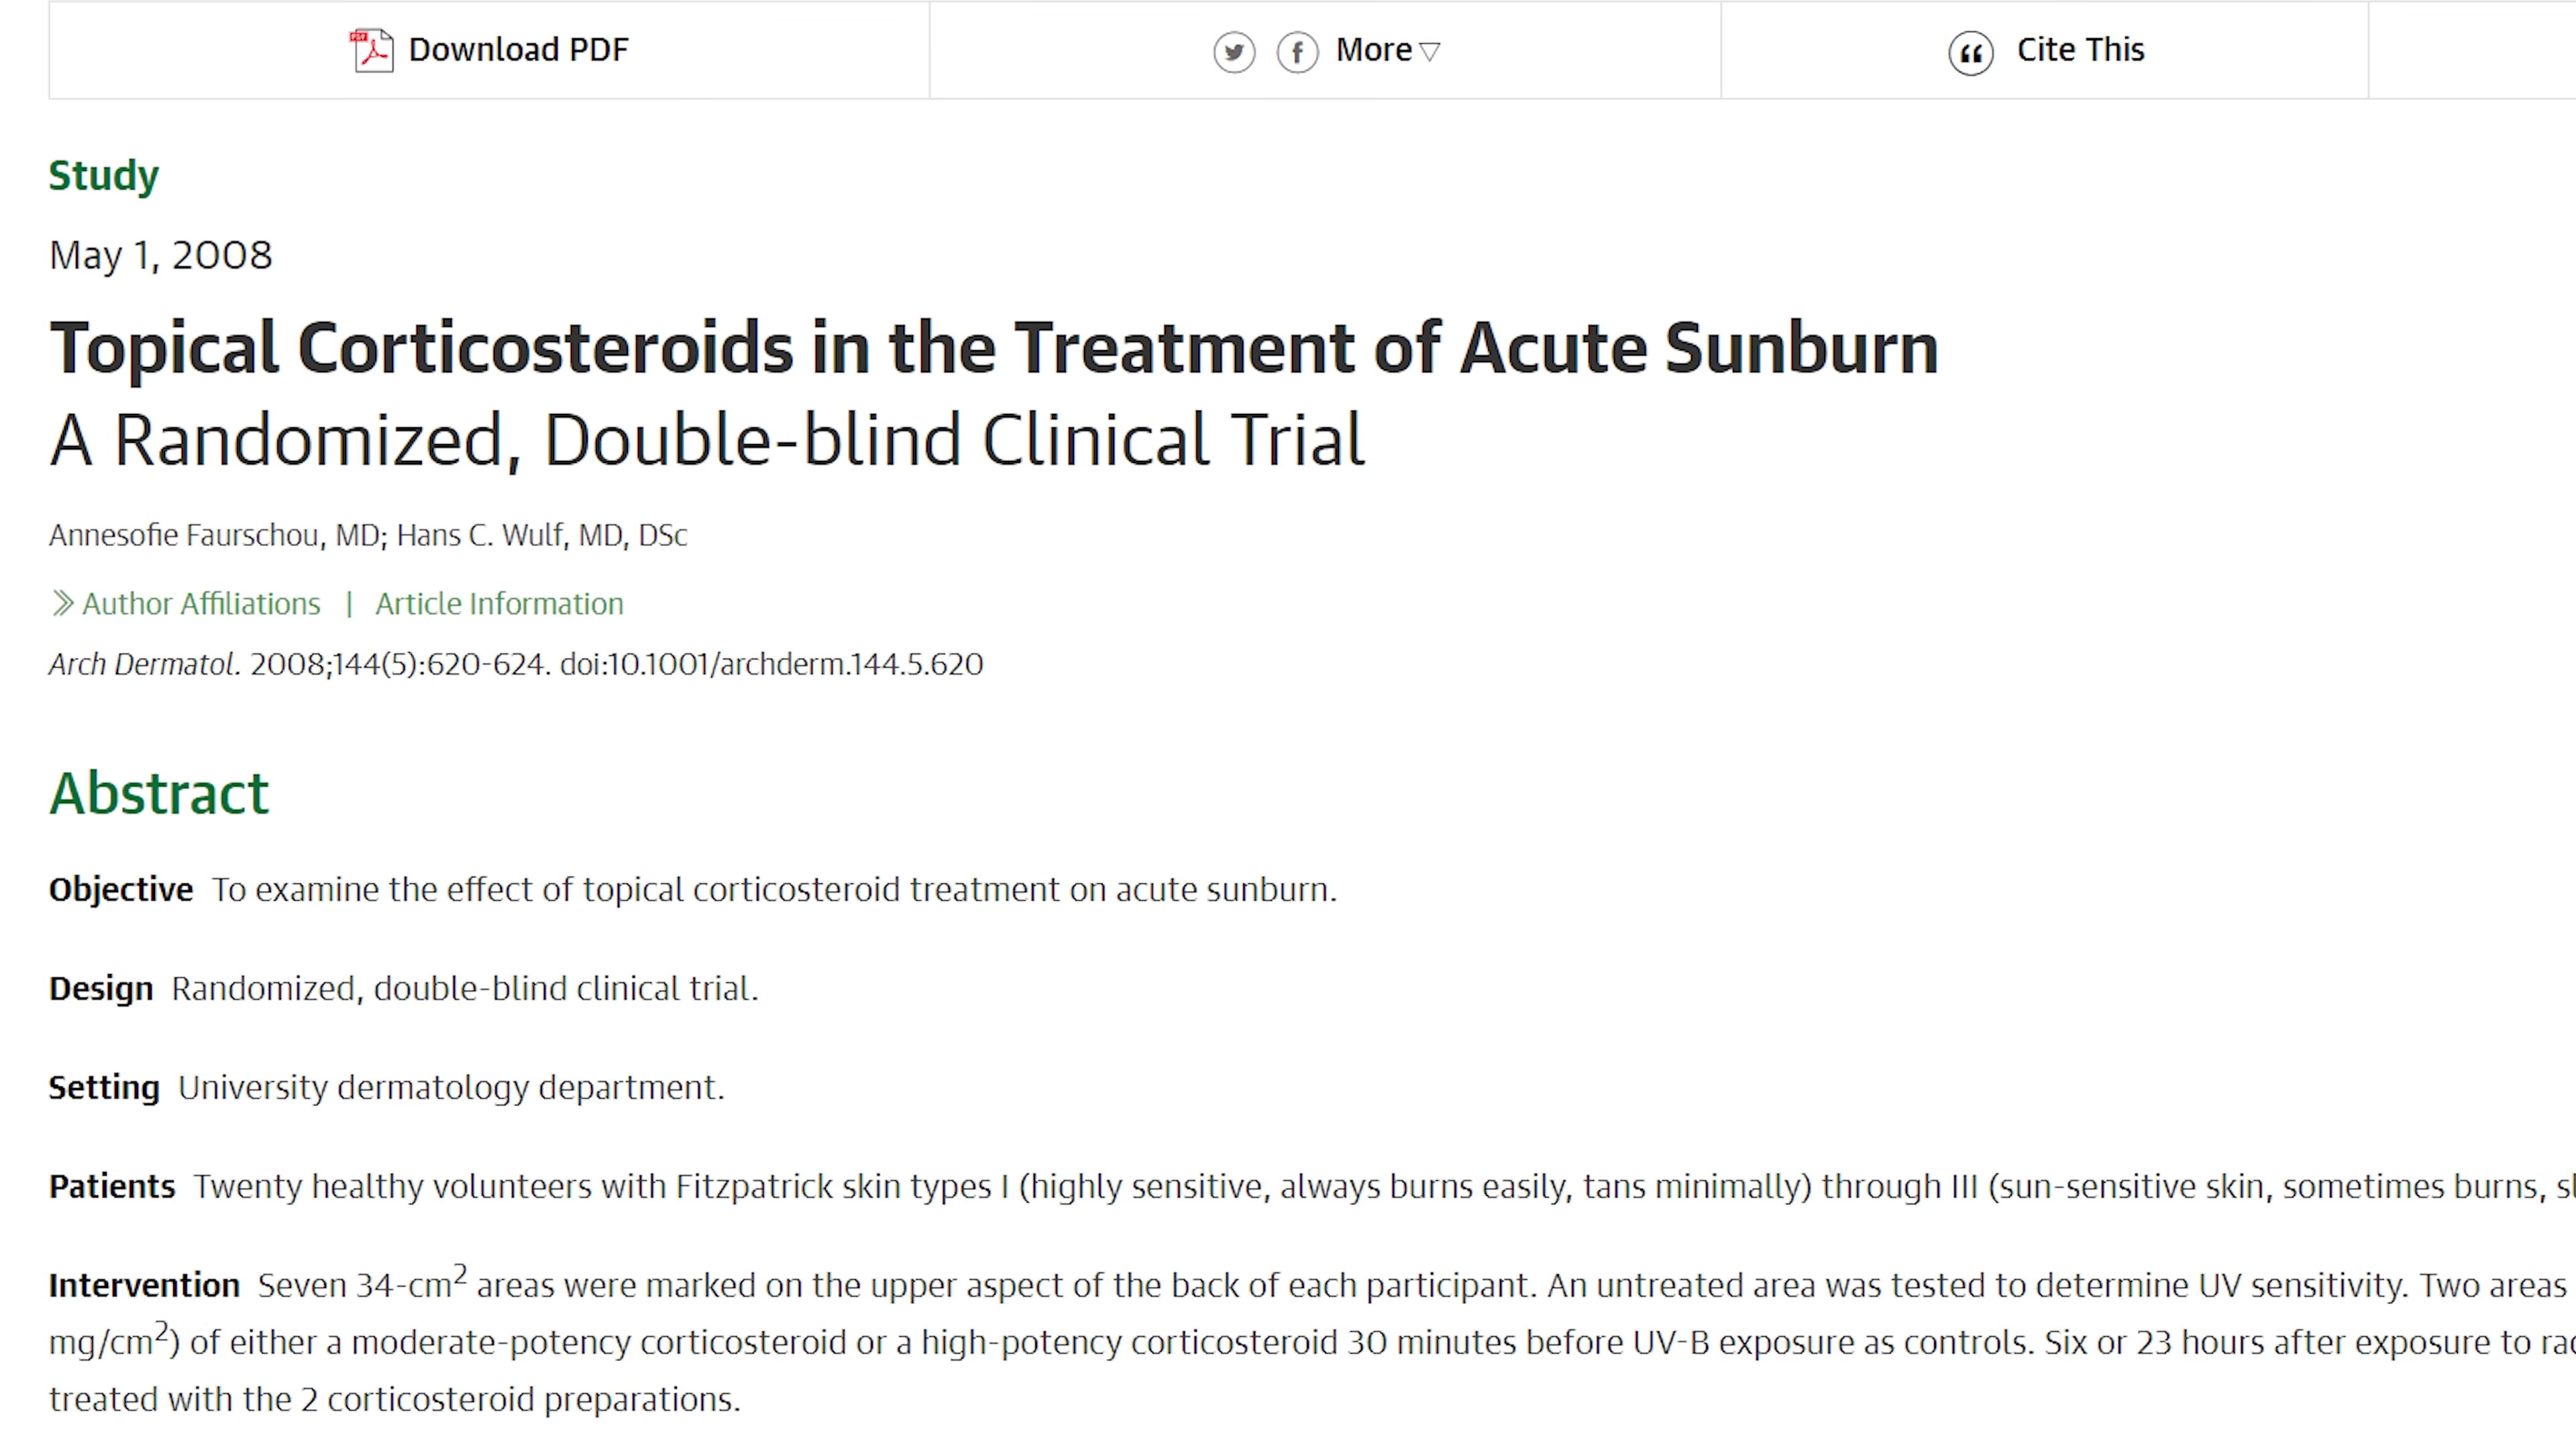 Download PDF
More
Cite This
Study
May 1, 2008
Topical Corticosteroids in the Treatment of Acute Sunburn
A Randomized, Double-blind Clinical Trial
Annesofie Faurschou, MD; Hans C. Wulf, MD, DSc
Author Affiliations | Article Information
Arch Dermatol. 2008;144(5):620-624. doi:10.1001/archderm.144.5.620
Abstract
Objective To examine the effect of topical corticosteroid treatment on acute sunburn.
Design Randomized, double-blind clinical trial.
Setting University dermatology department.
Patients Twenty healthy volunteers with Fitzpatrick skin types I (highly sensitive, always burns easily, tans minimally) through III (sun-sensitive skin, sometimes burns,
Intervention Seven 34-cm² areas were marked on the upper aspect of the back of each participant. An untreated area was tested to determine UV sensitivity. Two areas
mg/cm²) of either a moderate-potency corticosteroid or a high-potency corticosteroid 30 minutes before UV-B exposure as controls. Six or 23 hours after exposure to
treated with the 2 corticosteroid preparations.